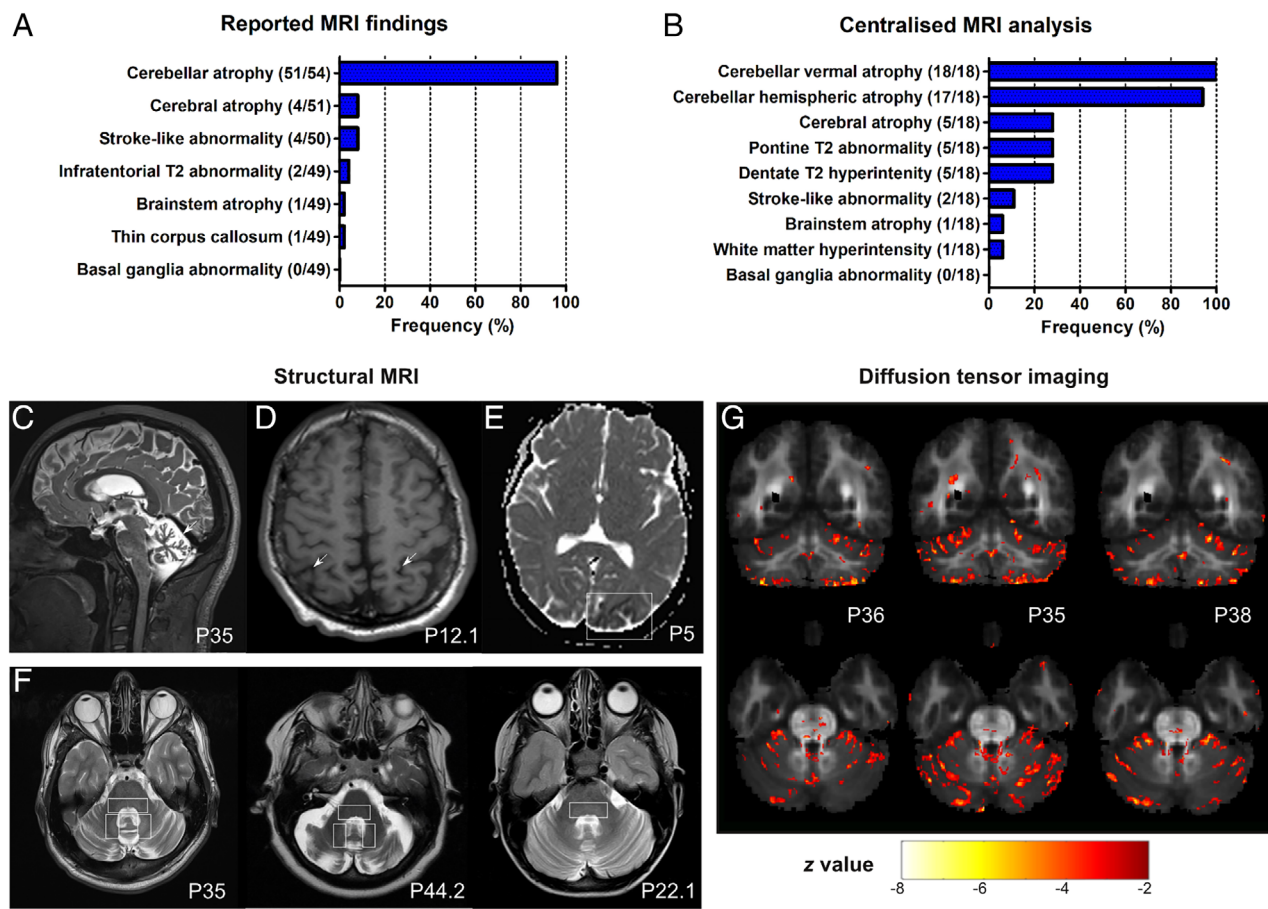 A
Reported MRI findings
Cerebellar atrophy (51/54)
Cerebral atrophy (4/51)
Stroke-like abnormality (4/50)
Infratentorial T2 abnormality (2/49)
Brainstem atrophy (1/49)
Thin corpus callosum (1/49)
Basal ganglia abnormality (0/49)
0 20 40 60 80 100
Frequency (%)
B
Centralised MRI analysis
Cerebellar vermal atrophy (18/18)
Cerebellar hemispheric atrophy (17/18)
Cerebral atrophy (5/18)
Pontine T2 abnormality (5/18)
Dentate T2 hyperintenity (5/18)
Stroke-like abnormality (2/18)
Brainstem atrophy (1/18)
White matter hyperintensity (1/18)
Basal ganglia abnormality (0/18)
0 20 40 60 80 100
Frequency (%)
Structural MRI
C
P35
D
P12.1
E
P5
F
P35
P44.2
P22.1
Diffusion tensor imaging
G
P36
P35
P38
z value
-8 -6 -4 -2